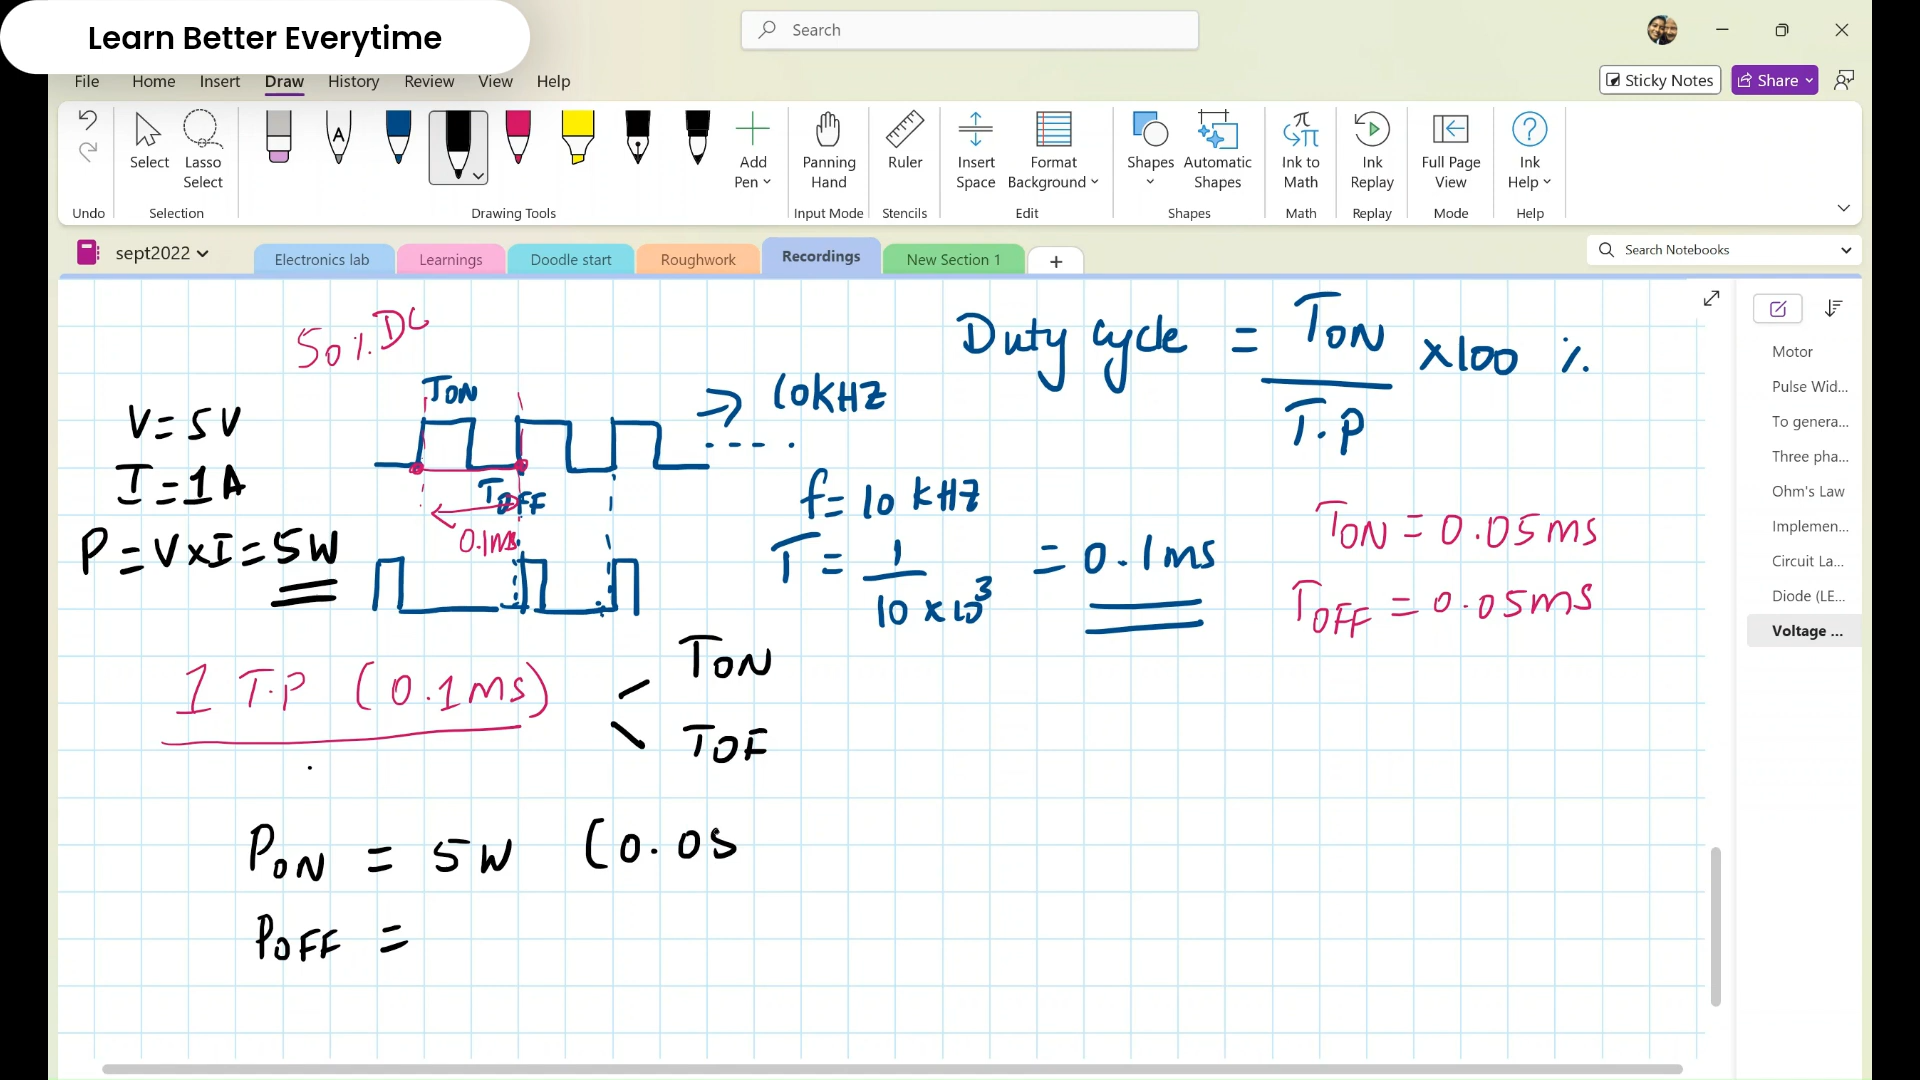 Learn Better Everytime
Search
File Home Insert Draw History Review View Help
Sticky Notes Share
Select
Lasso Select
Add Pen
Panning Hand
Ruler
Insert Space
Format Background
Shapes
Automatic Shapes
Ink to Math
Ink Replay
Full Page View
Ink Help
Undo Selection Drawing Tools Input Mode Stencils Edit Shapes Math Replay Mode Help
sept2022
Electronics lab Learnings Doodle start Roughwork Recordings New Section 1 +
Search Notebooks
50%. DC
Duty cycle = TON / T.P ×100 %
TON
→ 10KHZ
V=5V
I=1A
P=V×I=5W
TOFF
0.1ms
f= 10 KHZ
T= 1 / 10×10³ = 0.1ms
TON = 0.05ms
TOFF = 0.05ms
1 T.P (0.1ms)
TON
TOF
PON = 5W (0.05
POFF =
Motor
Pulse Wid...
To genera...
Three pha...
Ohm's Law
Implemen...
Circuit La...
Diode (LE...
Voltage ...